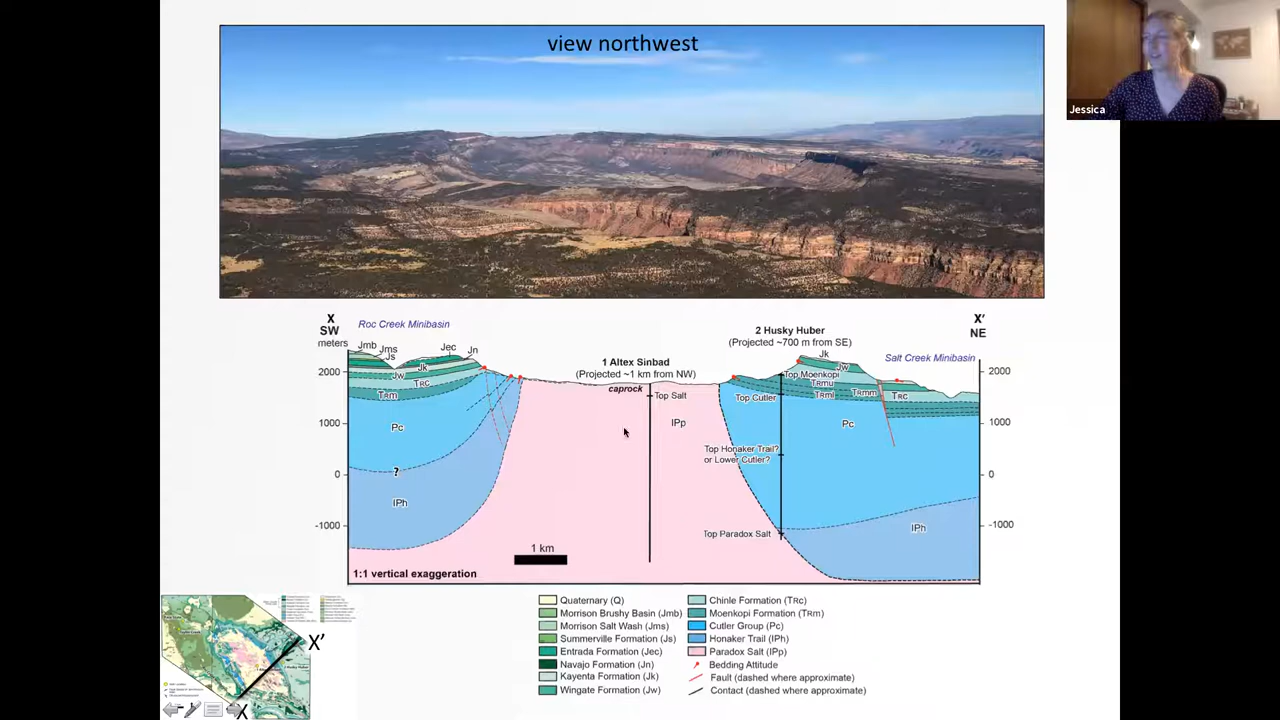 view northwest
Jessica
X
SW
meters
Roc Creek Minibasin
2 Husky Huber
(Projected ~700 m from SE)
X'
NE
Jmb
Jms
Js
Jec
Jn
Jk
Jw
TRC
TRm
1 Altex Sinbad
(Projected ~1 km from NW)
caprock
Top Salt
IPp
Jk
Jw
Top Moenkopi
TRmu
TRml
TRmm
TRC
Salt Creek Minibasin
2000
1000
0
-1000
2000
1000
0
-1000
Top Cutler
Pc
Pc
Top Honaker Trail?
or Lower Cutler?
?
IPh
IPh
Top Paradox Salt
1 km
1:1 vertical exaggeration
X'
X
Quaternary (Q)
Morrison Brushy Basin (Jmb)
Morrison Salt Wash (Jms)
Summerville Formation (Js)
Entrada Formation (Jec)
Navajo Formation (Jn)
Kayenta Formation (Jk)
Wingate Formation (Jw)
Chinle Formation (TRC)
Moenkopi Formation (TRm)
Cutler Group (Pc)
Honaker Trail (IPh)
Paradox Salt (IPp)
Bedding Attitude
Fault (dashed where approximate)
Contact (dashed where approximate)